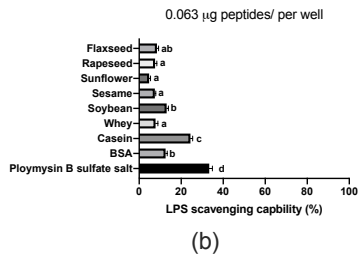 0.063 µg peptides/ per well
Flaxseed ab
Rapeseed a
Sunflower a
Sesame a
Soybean b
Whey a
Casein c
BSA b
Ploymysin B sulfate salt d
0 20 40 60 80 100
LPS scavenging capbility (%)
(b)